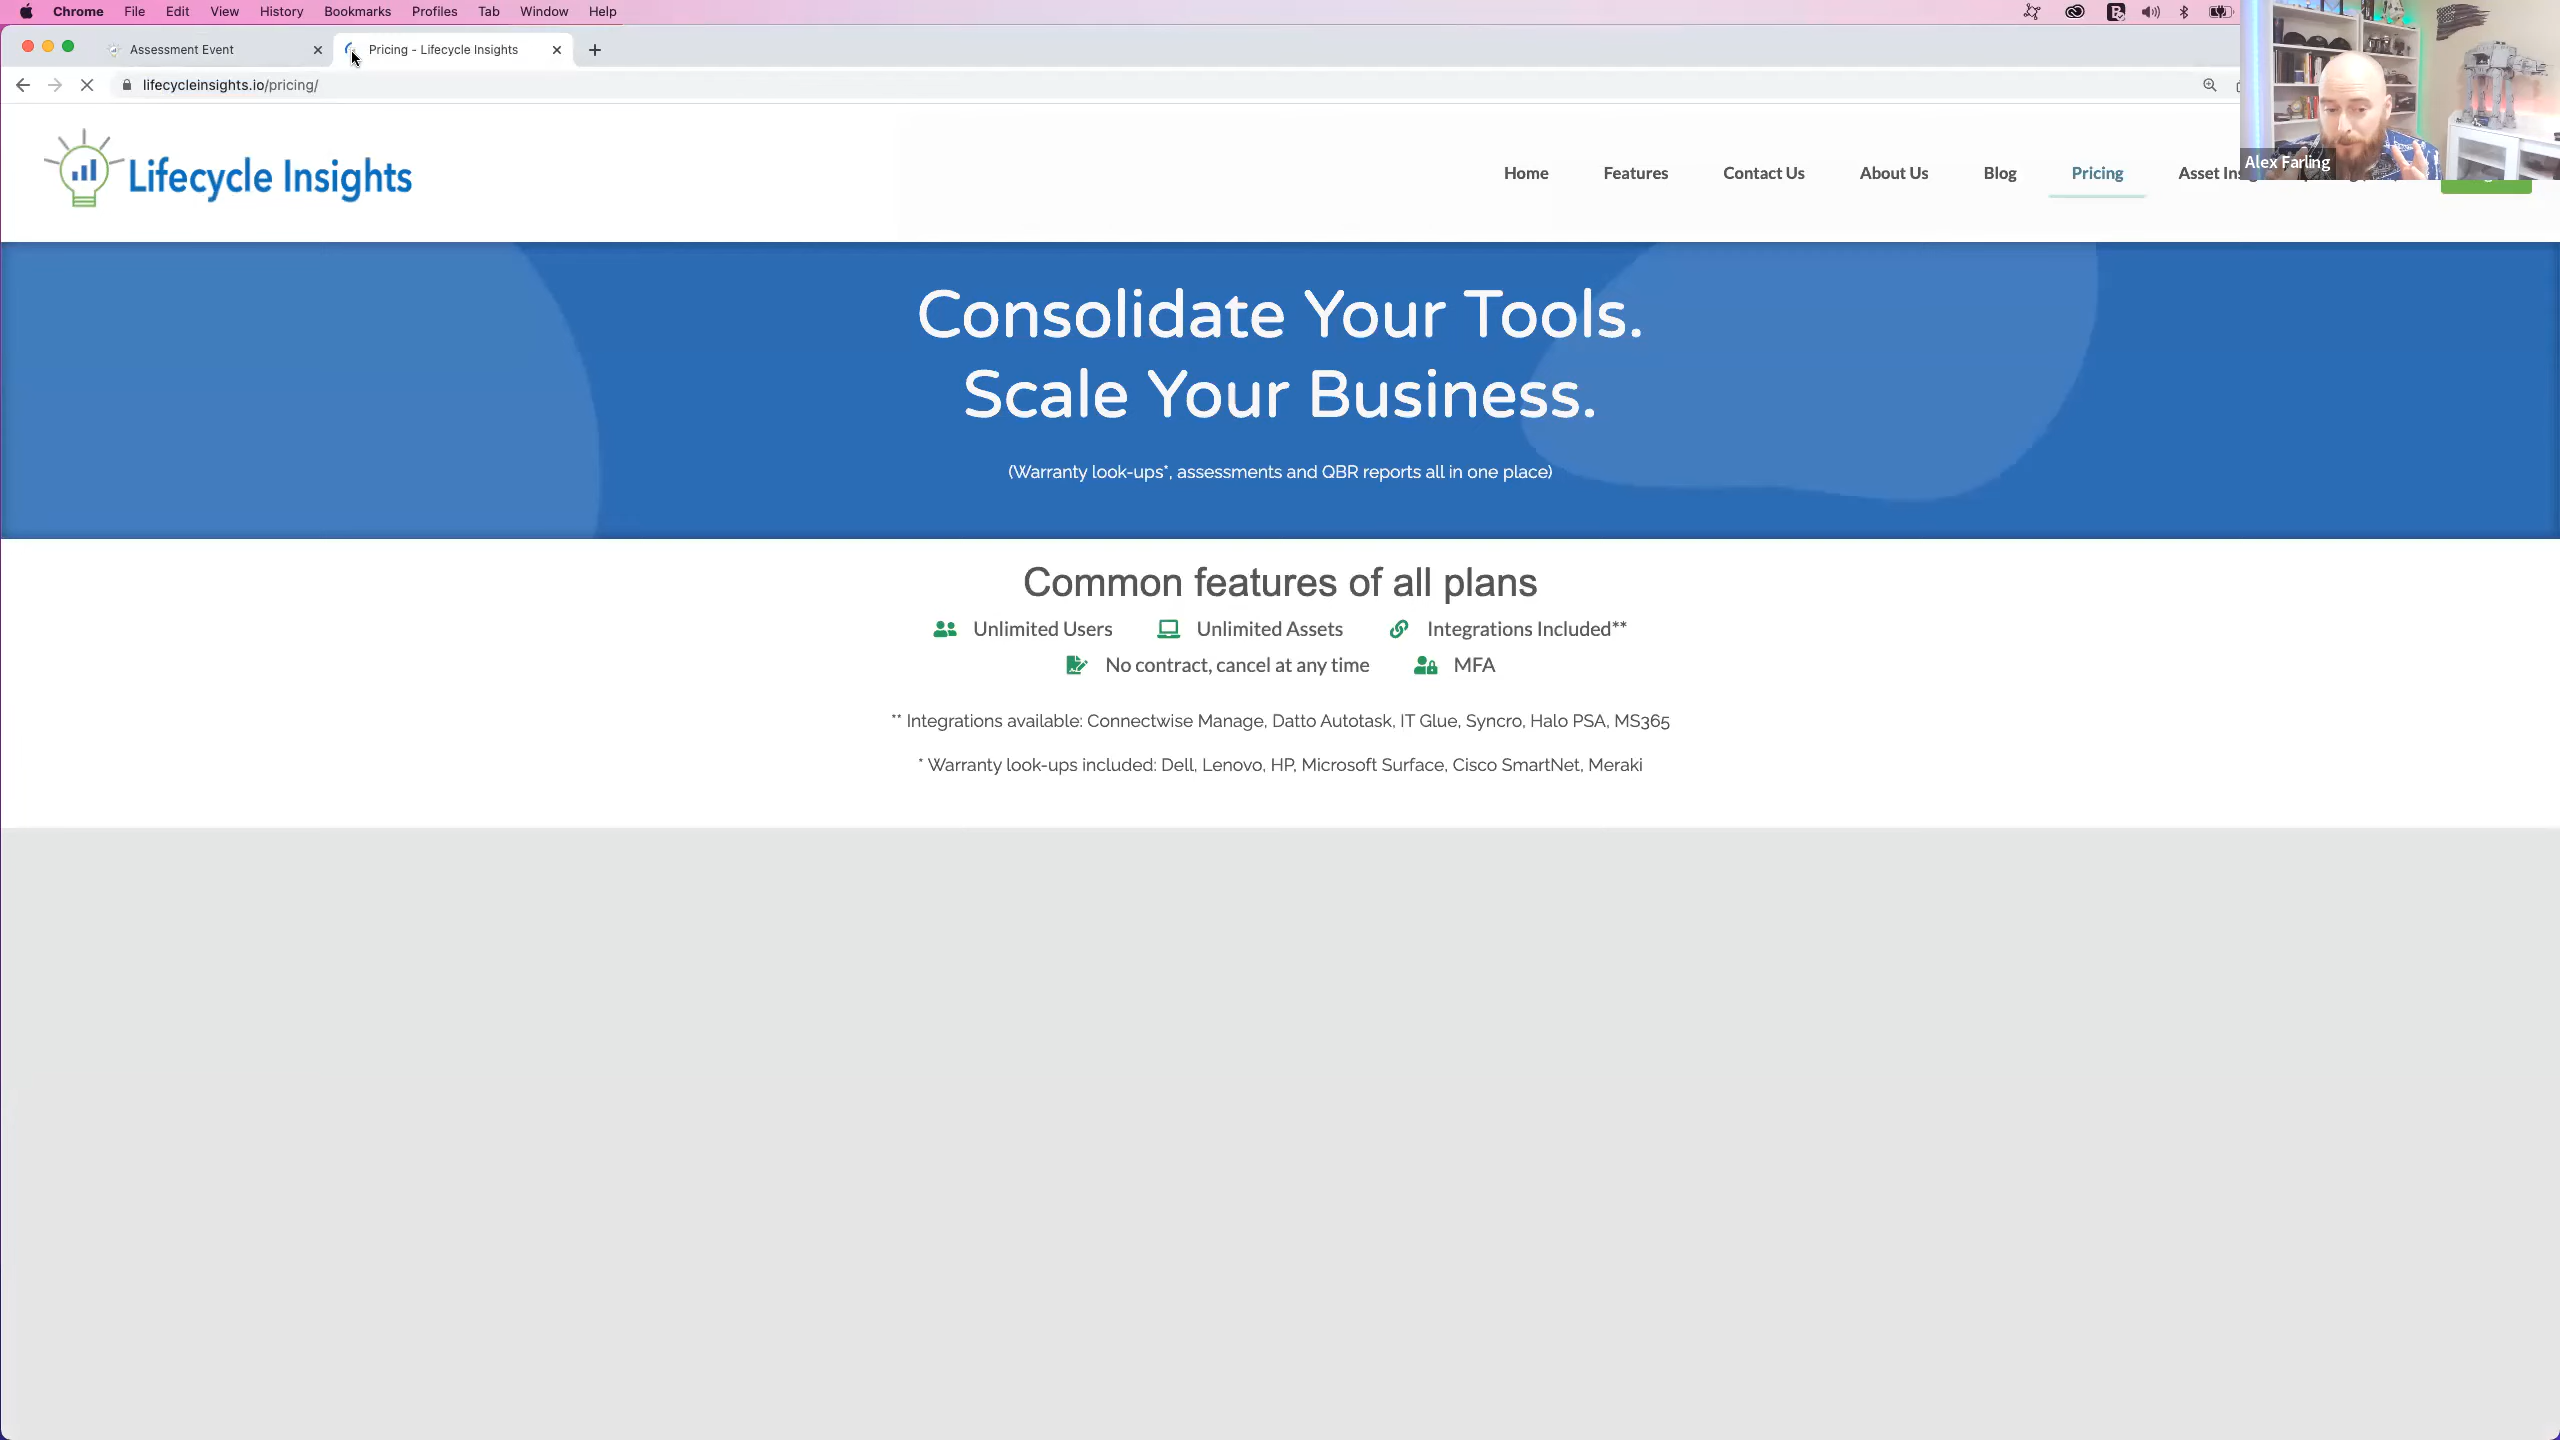 Chrome File Edit View History Bookmarks Profiles Tab Window Help
Assessment Event
Pricing - Lifecycle Insights
lifecycleinsights.io/pricing/
Alex Farling
Lifecycle Insights
Home Features Contact Us About Us Blog Pricing Asset
Consolidate Your Tools.
Scale Your Business.
(Warranty look-ups*, assessments and QBR reports all in one place)
Common features of all plans
Unlimited Users Unlimited Assets Integrations Included**
No contract, cancel at any time MFA
** Integrations available: Connectwise Manage, Datto Autotask, IT Glue, Syncro, Halo PSA, MS365
* Warranty look-ups included: Dell, Lenovo, HP, Microsoft Surface, Cisco SmartNet, Meraki